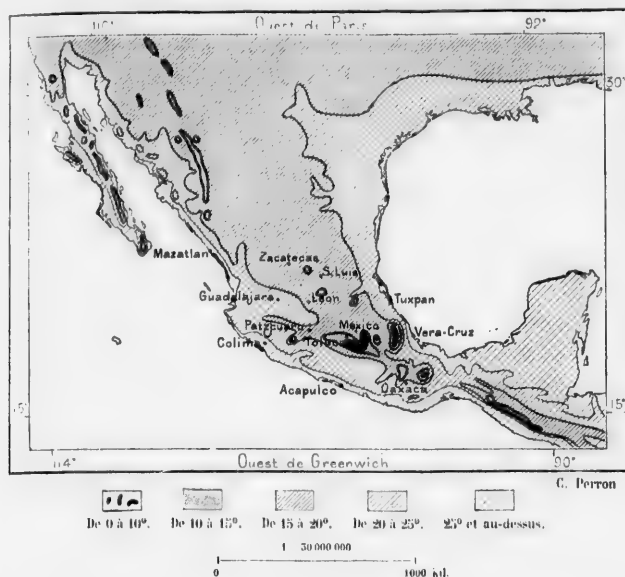 Ouest de Paris
92°
30°
Mazatlan
Zacatecas
S. Luis
Guadalajara
Leon
Tuxpan
Patzcuaro
Mexico
Vera-Cruz
Colima
Acapulco
Oaxaca
15°
114°
Ouest de Greenwich
90°
C. Perron
De 0 à 10°. De 10 à 15°. De 15 à 20°. De 20 à 25°. 25° et au-dessus.
1 30 000 000
0 1000 kil.